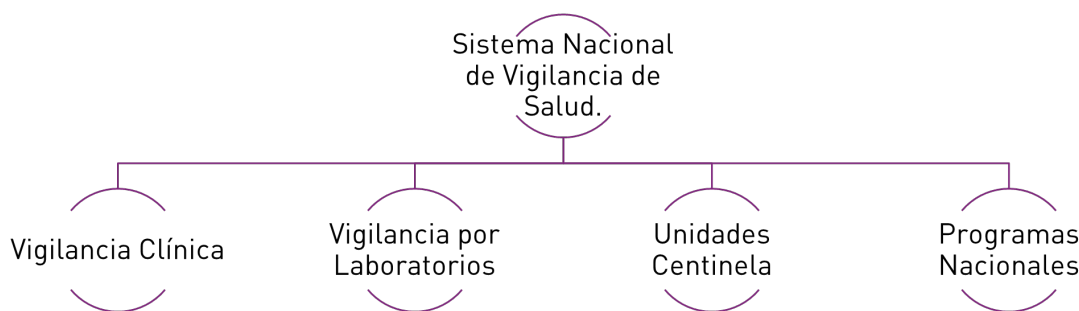 Sistema Nacional
de Vigilancia de
Salud.
Vigilancia Clínica
Vigilancia por
Laboratorios
Unidades
Centinela
Programas
Nacionales